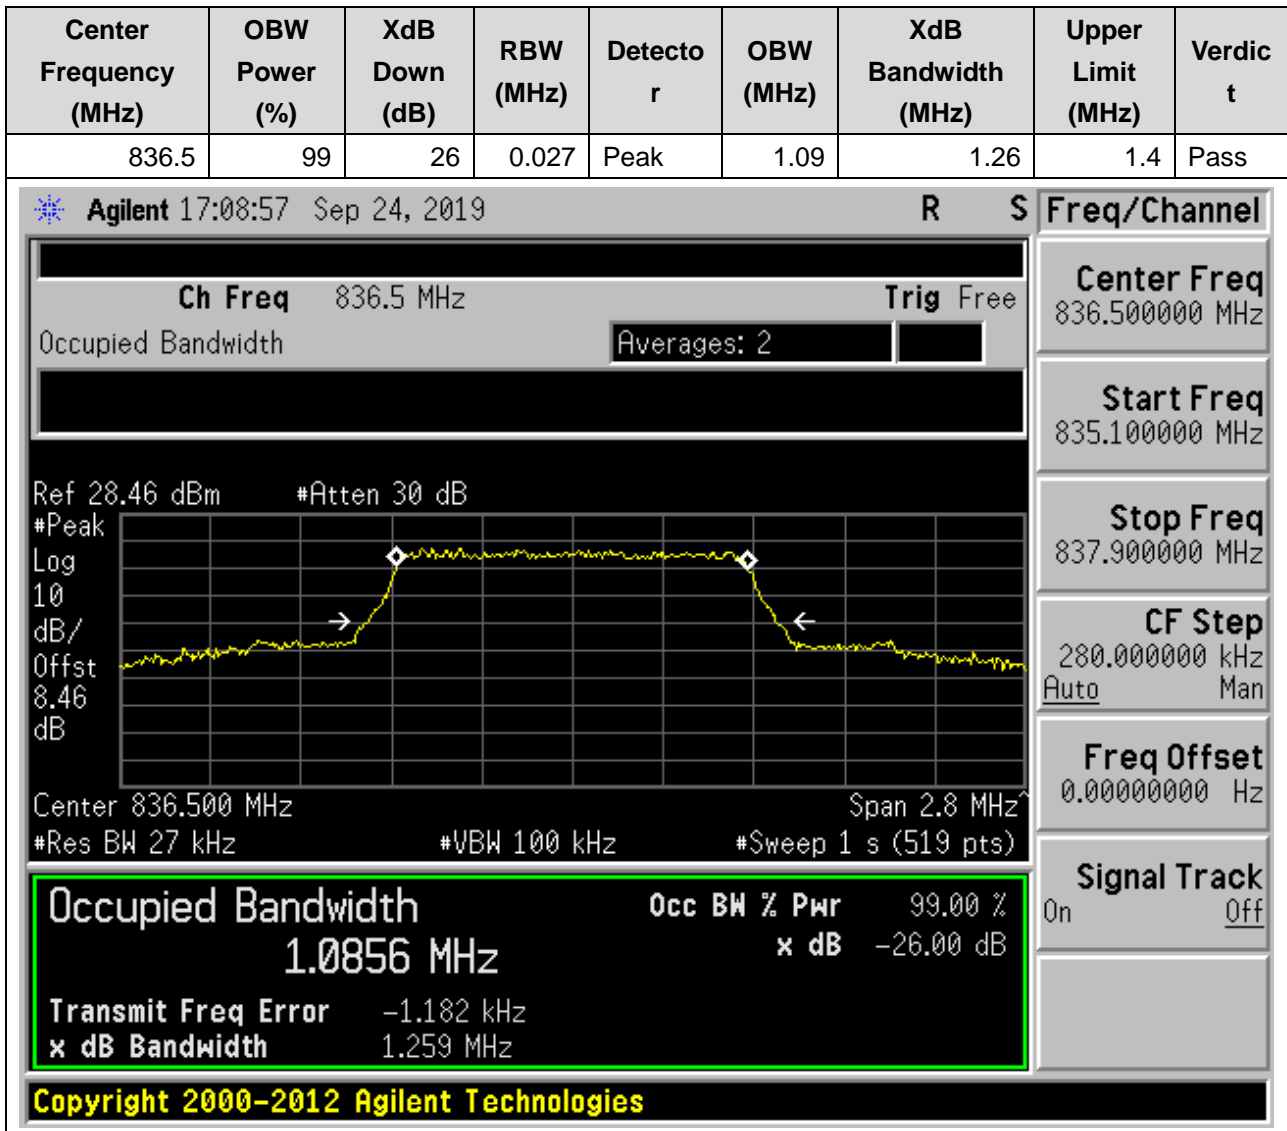 Center Frequency (MHz) OBW Power (%) XdB Down (dB) RBW (MHz) Detecto r OBW (MHz) XdB Bandwidth (MHz) Upper Limit (MHz) Verdic t
836.5 99 26 0.027 Peak 1.09 1.26 1.4 Pass
Agilent 17:08:57 Sep 24, 2019 R S
Ch Freq 836.5 MHz Trig Free
Occupied Bandwidth Averages: 2
Ref 28.46 dBm #Atten 30 dB
#Peak
Log
10
dB/
Offst
8.46
dB
Center 836.500 MHz Span 2.8 MHz^
#Res BW 27 kHz #VBW 100 kHz #Sweep 1 s (519 pts)
Occupied Bandwidth Occ BW % Pwr 99.00 %
1.0856 MHz x dB -26.00 dB
Transmit Freq Error -1.182 kHz
x dB Bandwidth 1.259 MHz
Copyright 2000-2012 Agilent Technologies
Freq/Channel
Center Freq
836.500000 MHz
Start Freq
835.100000 MHz
Stop Freq
837.900000 MHz
CF Step
280.000000 kHz
Auto Man
Freq Offset
0.00000000 Hz
Signal Track
On Off